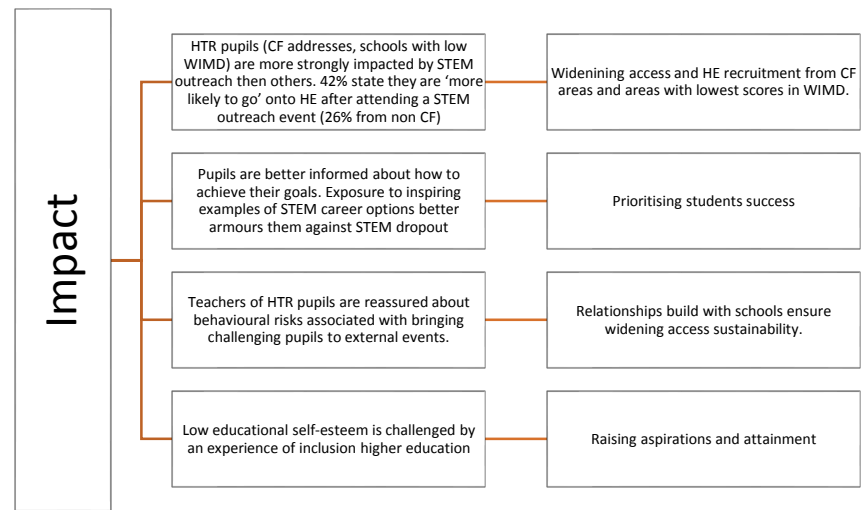 Impact
HTR pupils (CF addresses, schools with low
WIMD) are more strongly impacted by STEM
outreach then others. 42% state they are ‘more
likely to go’ onto HE after attending a STEM
outreach event (26% from non CF)
Widenining access and HE recruitment from CF
areas and areas with lowest scores in WIMD.
Pupils are better informed about how to
achieve their goals. Exposure to inspiring
examples of STEM career options better
armours them against STEM dropout
Prioritising students success
Teachers of HTR pupils are reassured about
behavioural risks associated with bringing
challenging pupils to external events.
Relationships build with schools ensure
widening access sustainability.
Low educational self-esteem is challenged by
an experience of inclusion higher education
Raising aspirations and attainment